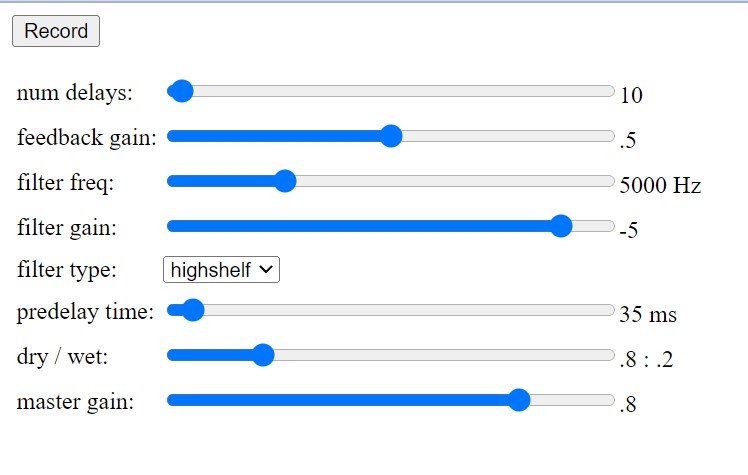 Record
num delays: 10
feedback gain: .5
filter freq: 5000 Hz
filter gain: -5
filter type: highshelf
predelay time: 35 ms
dry / wet: .8 : .2
master gain: .8